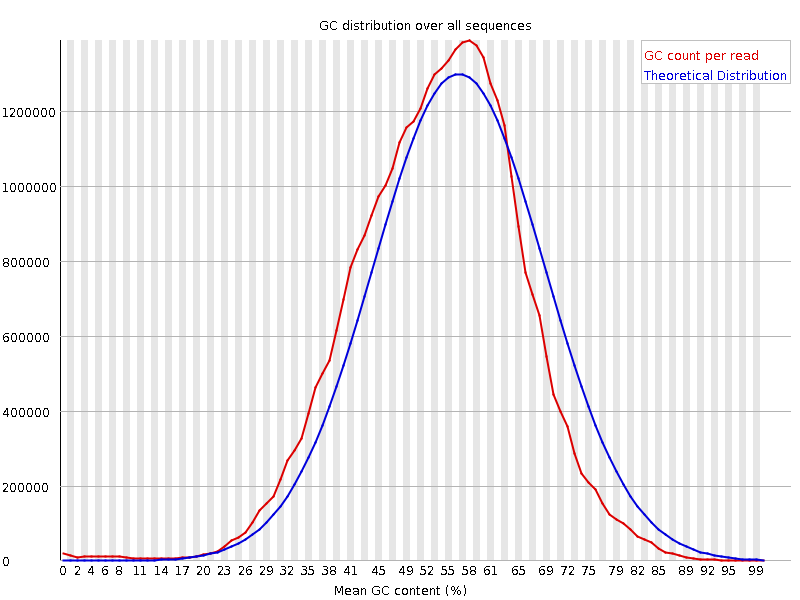 GC distribution over all sequences
GC count per read
Theoretical Distribution
1200000
1000000
800000
600000
400000
200000
0
0 2 4 6 8 11 14 17 20 23 26 29 32 35 38 41 45 49 52 55 58 61 65 69 72 75 79 82 85 89 92 95 99
Mean GC content (%)